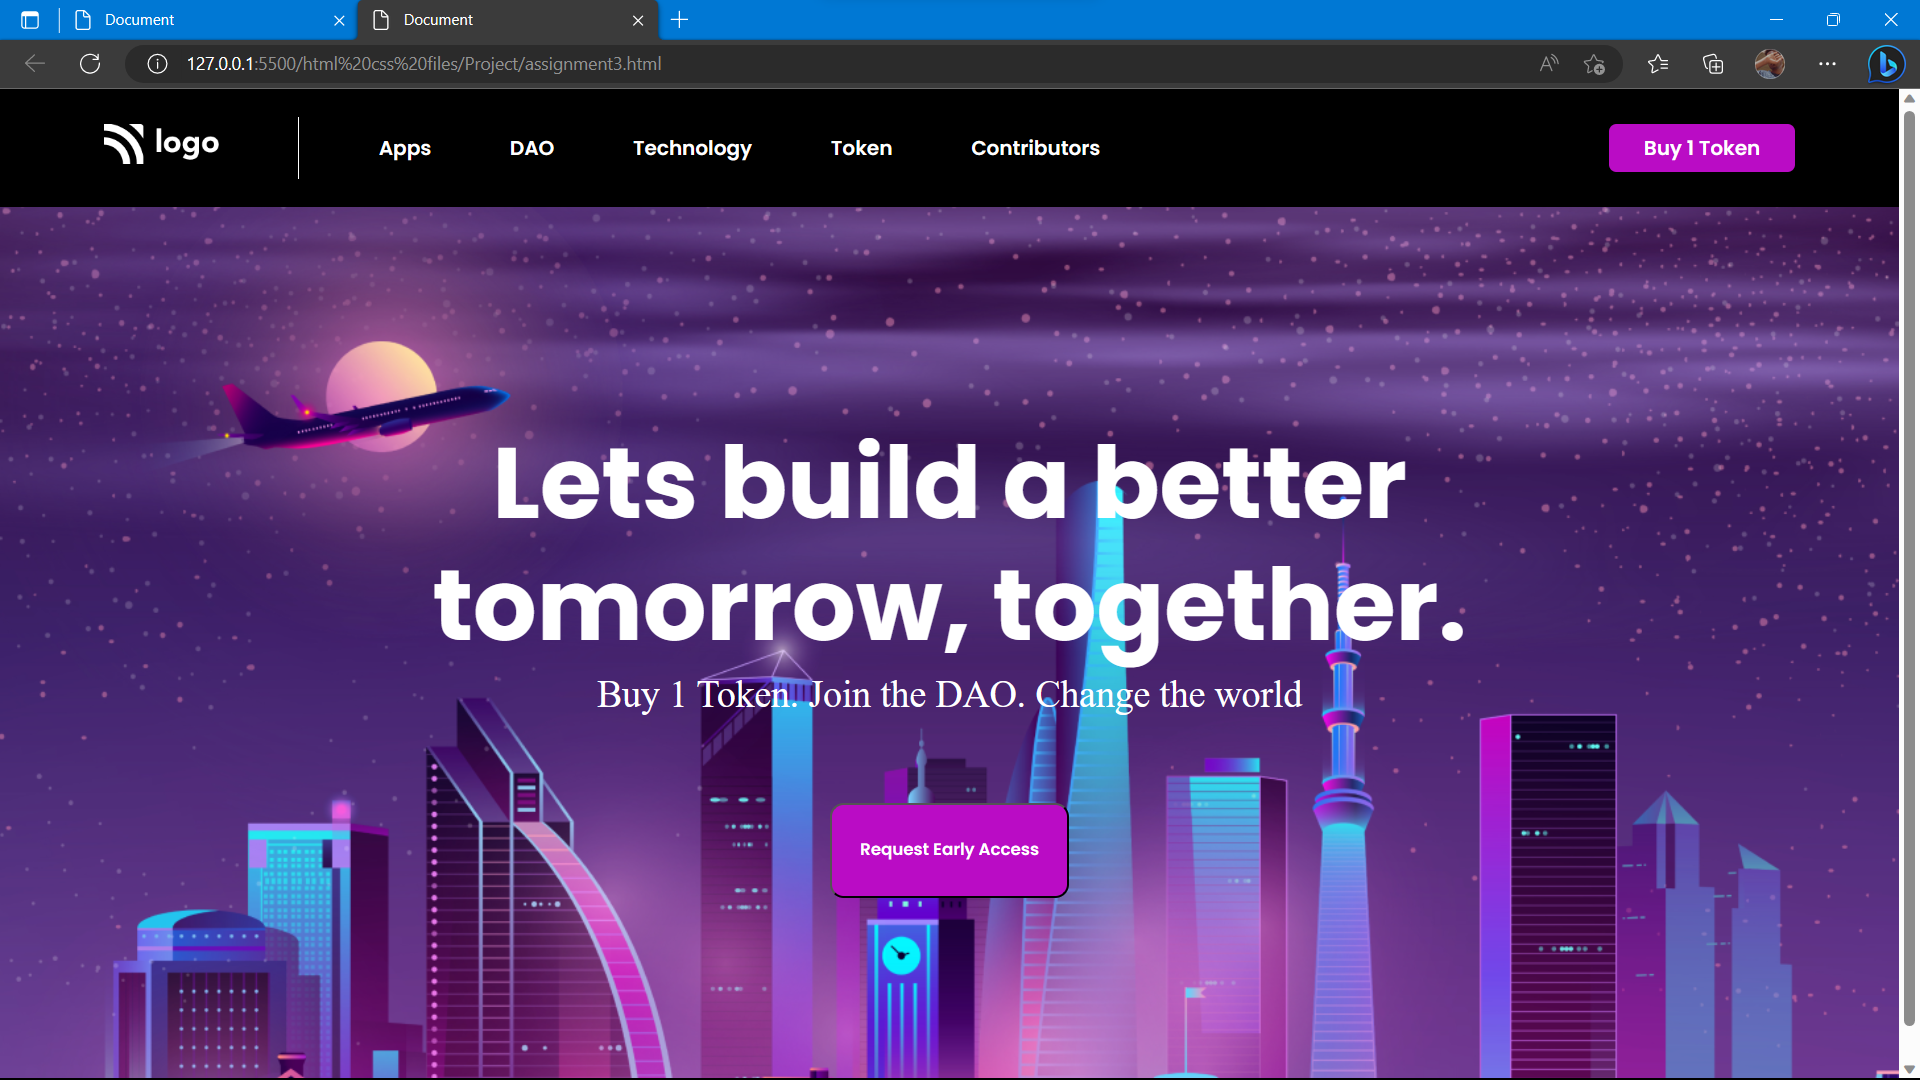 Document
Document
127.0.0.1:5500/html%20css%20files/Project/assignment3.html
logo
Apps
DAO
Technology
Token
Contributors
Buy 1 Token
Lets build a better
tomorrow, together.
Buy 1 Token. Join the DAO. Change the world
Request Early Access